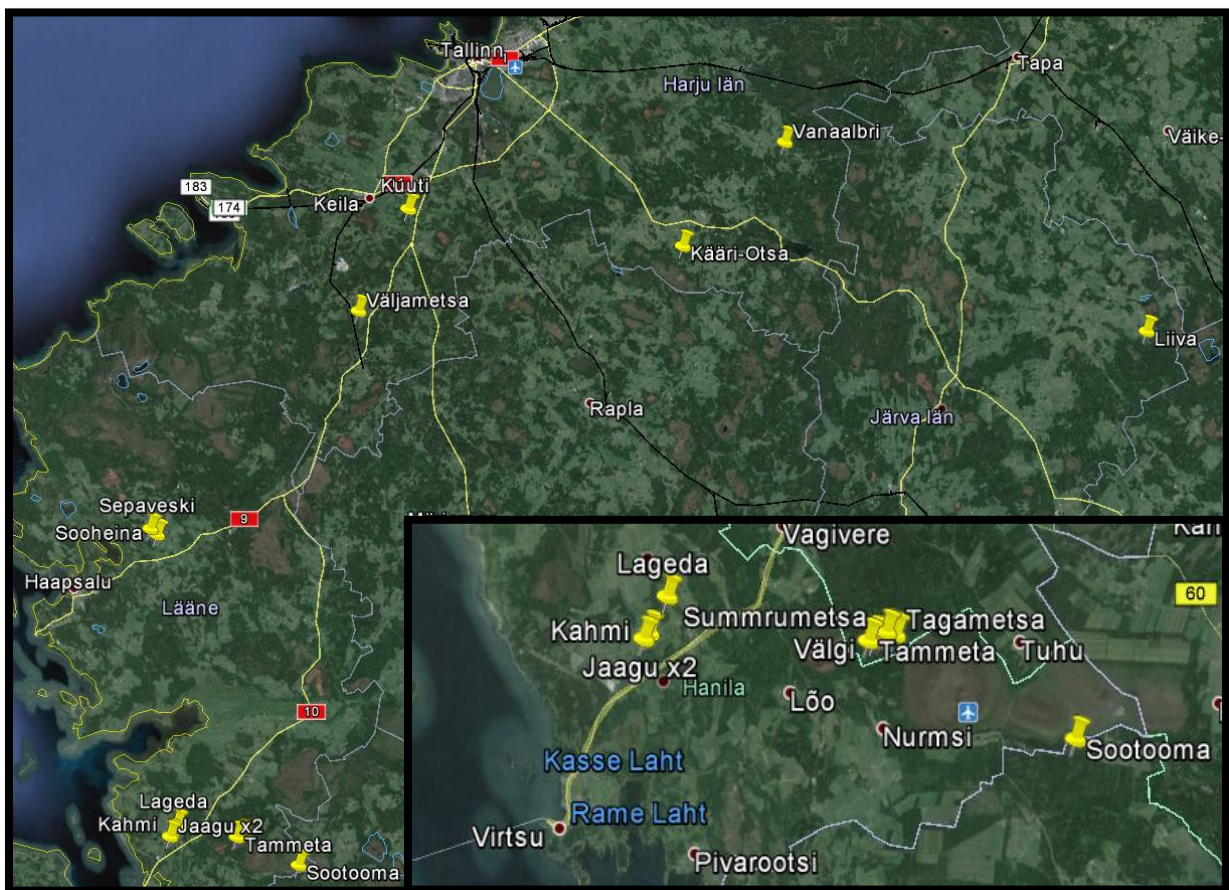 Tallinn
1
Harju län
Tapa
Vanaalbri
Väike
183
174
Kuuti
Keila
Kääri-Otsa
Väljametsa
Liiva
Rapla
Järva län
Sepaveski
Sooheina
9
Haapsalu
Lääne
10
Lageda
Kahmi
Jaagu x2
Tammeta
Sootooma
Vagivere
Lageda
60
Summrumetsa
Tagametsa
Kahmi
Välgi
Tammeta
Tuhu
Jaagu x2
Hanila
Lõo
Nurmsi
Sootooma
Kasse Laht
Rame Laht
Virtsu
Pivarootsi